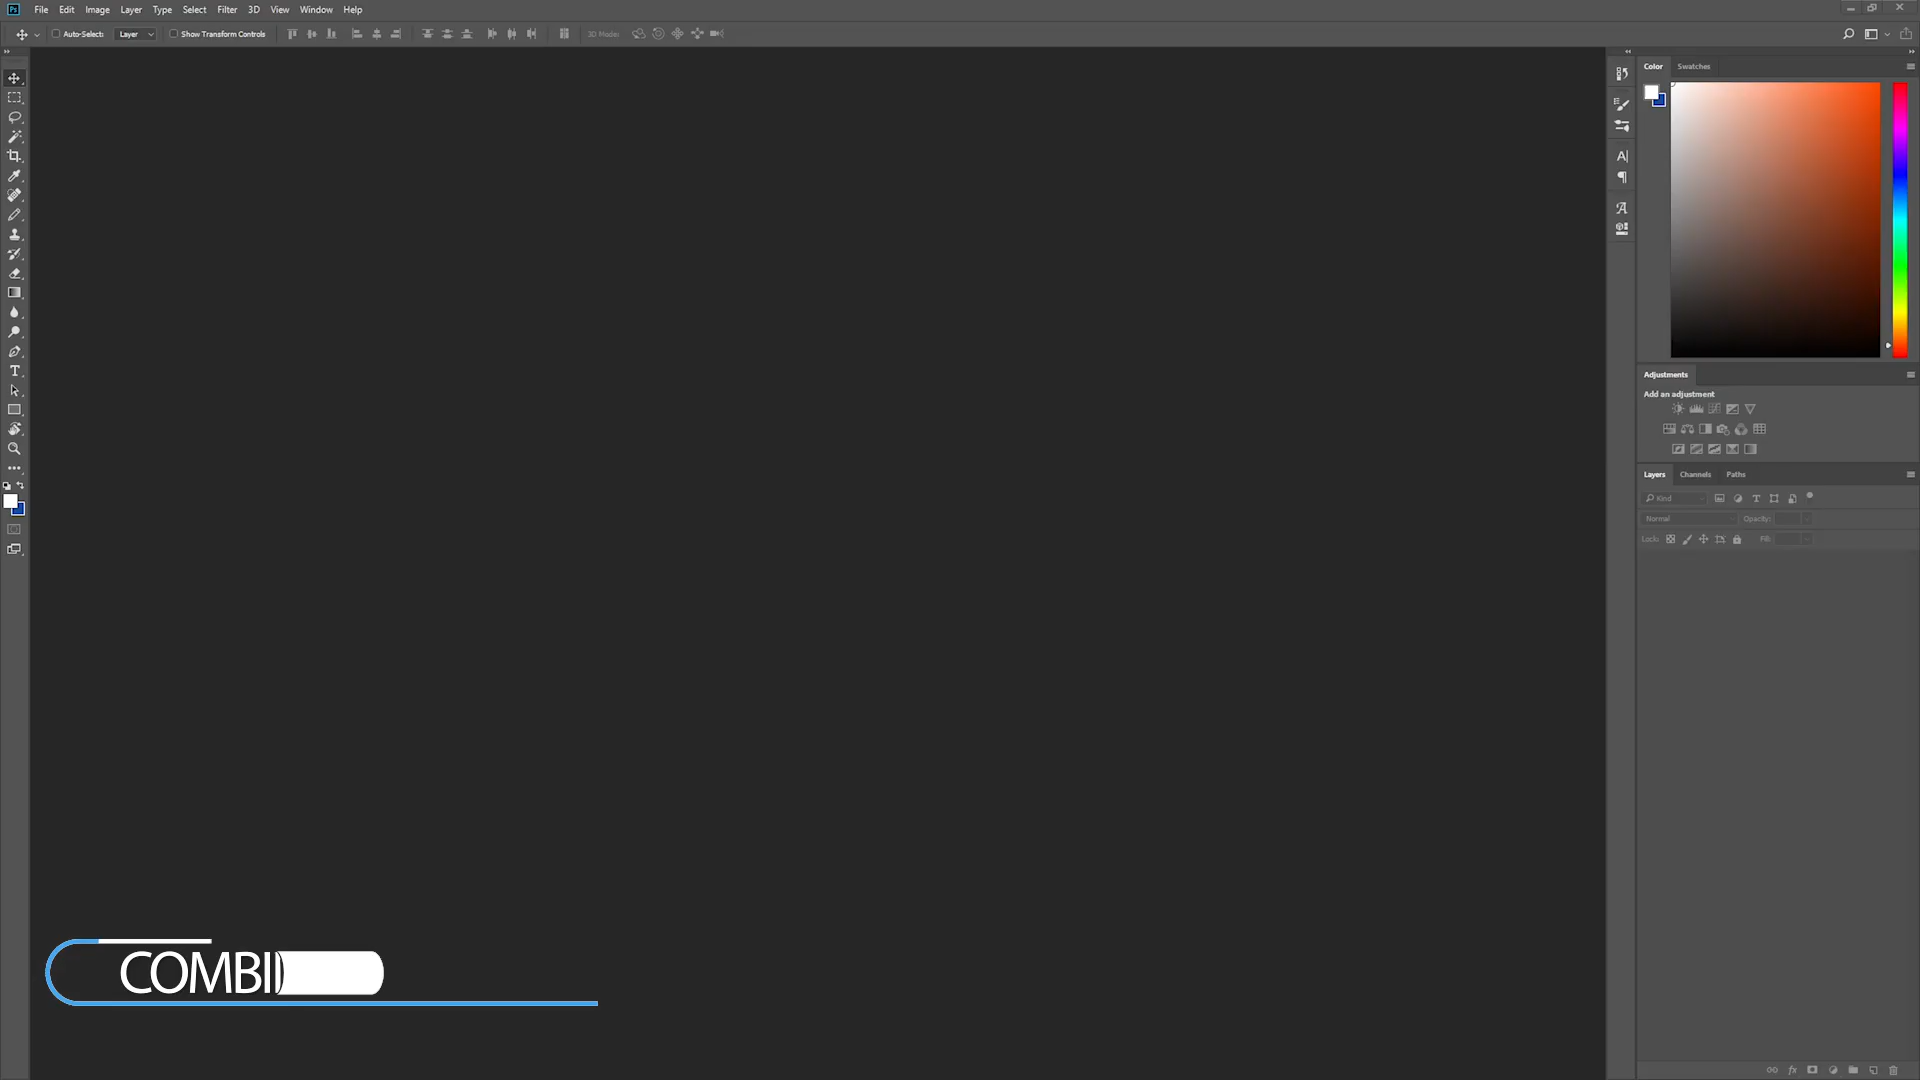 Ps File Edit Image Layer Type Select Filter 3D View Window Help
Auto-Select: Layer Show Transform Controls 3D Mode:
Color Swatches
Adjustments
Add an adjustment
Layers Channels Paths
Kind
Normal Opacity:
Lock: Fill:
COMBI